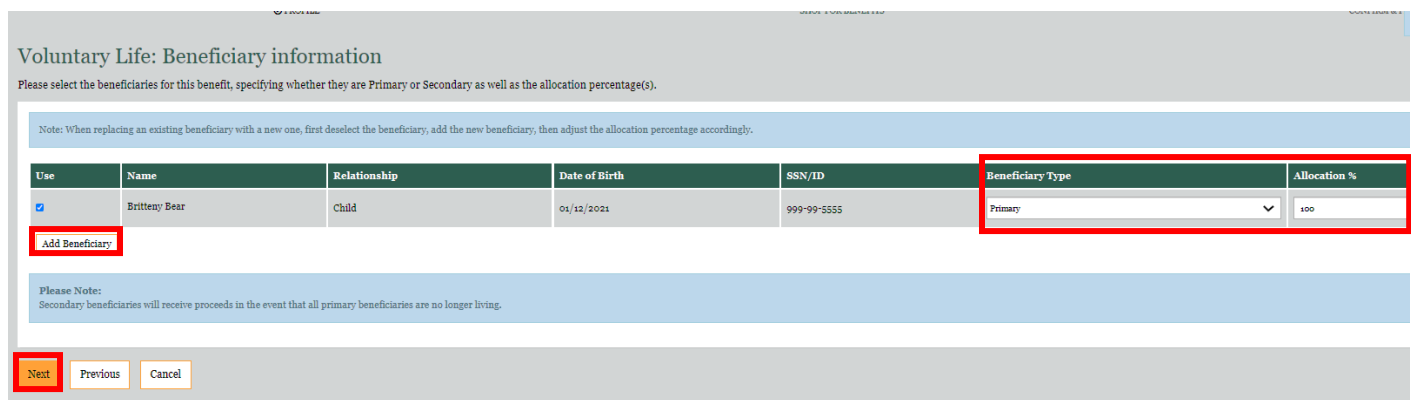 Voluntary Life: Beneficiary information
Please select the beneficiaries for this benefit, specifying whether they are Primary or Secondary as well as the allocation percentage(s).
Note: When replacing an existing beneficiary with a new one, first deselect the beneficiary, add the new beneficiary, then adjust the allocation percentage accordingly.
Use Name Relationship Date of Birth SSN/ID Beneficiary Type Allocation %
Britteny Bear Child 01/12/2021 999-99-5555 Primary 100
Add Beneficiary
Please Note:
Secondary beneficiaries will receive proceeds in the event that all primary beneficiaries are no longer living.
Next Previous Cancel